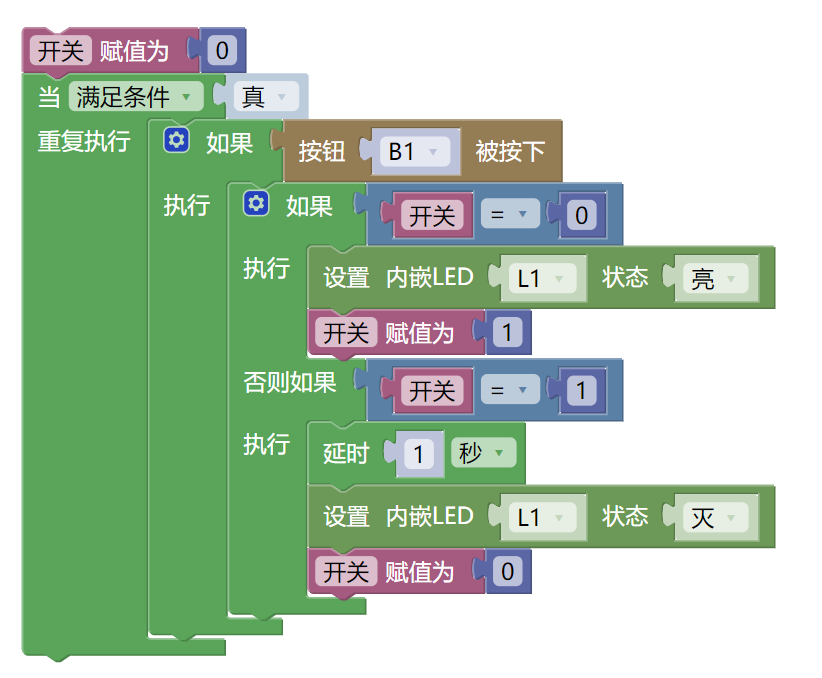 开关 赋值为 0
当 满足条件 真
重复执行 如果 按钮 B1 被按下
执行 如果 开关 = 0
执行 设置 内嵌LED L1 状态 亮
开关 赋值为 1
否则如果 开关 = 1
执行 延时 1 秒
设置 内嵌LED L1 状态 灭
开关 赋值为 0